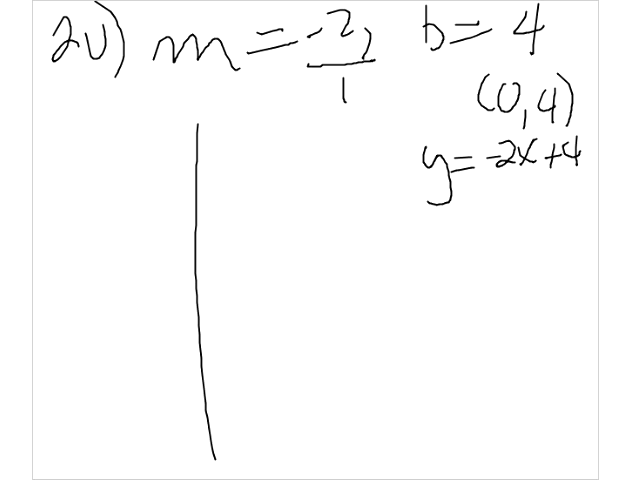 20) m = -2/1, b = 4
(0,4)
y = -2x + 4